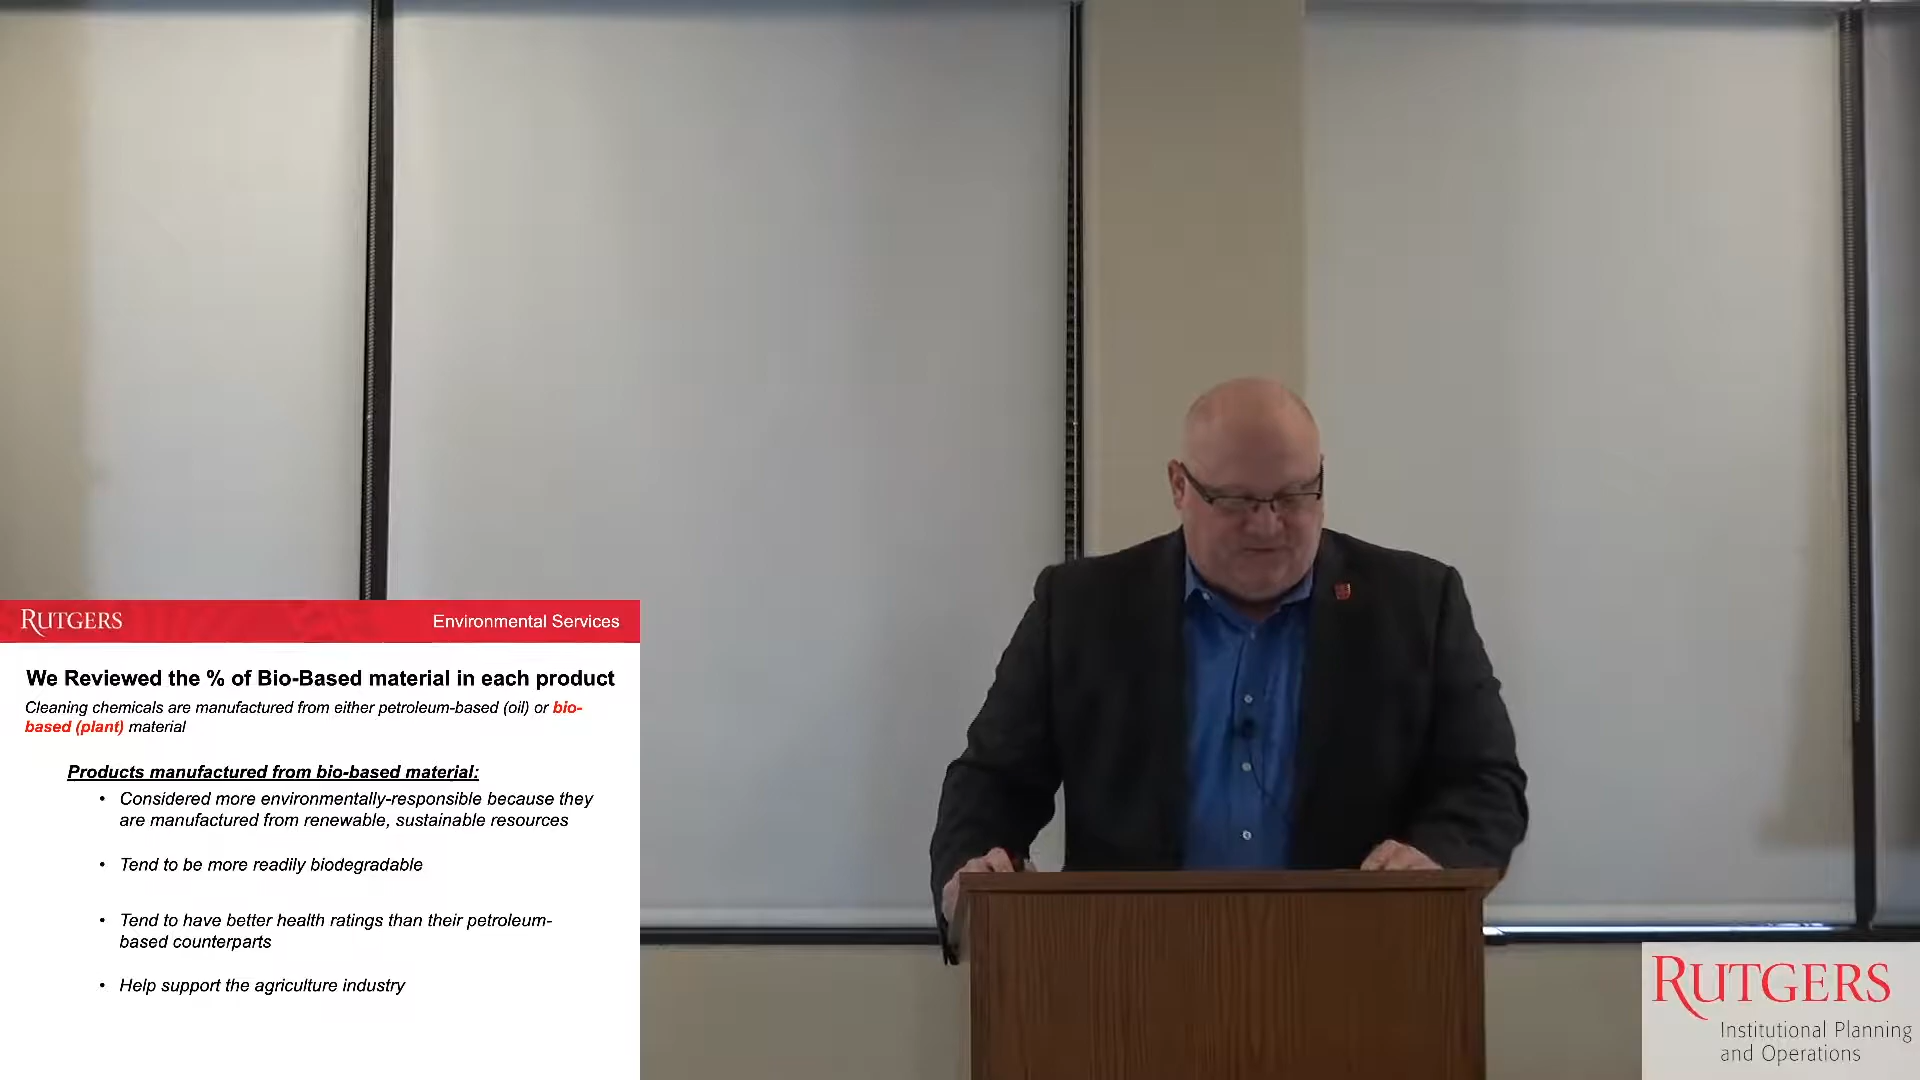 RUTGERS
Environmental Services
We Reviewed the % of Bio-Based material in each product
Cleaning chemicals are manufactured from either petroleum-based (oil) or bio-
based (plant) material
Products manufactured from bio-based material:
• Considered more environmentally-responsible because they
are manufactured from renewable, sustainable resources
• Tend to be more readily biodegradable
• Tend to have better health ratings than their petroleum-
based counterparts
• Help support the agriculture industry
RUTGERS
Institutional Planning
and Operations